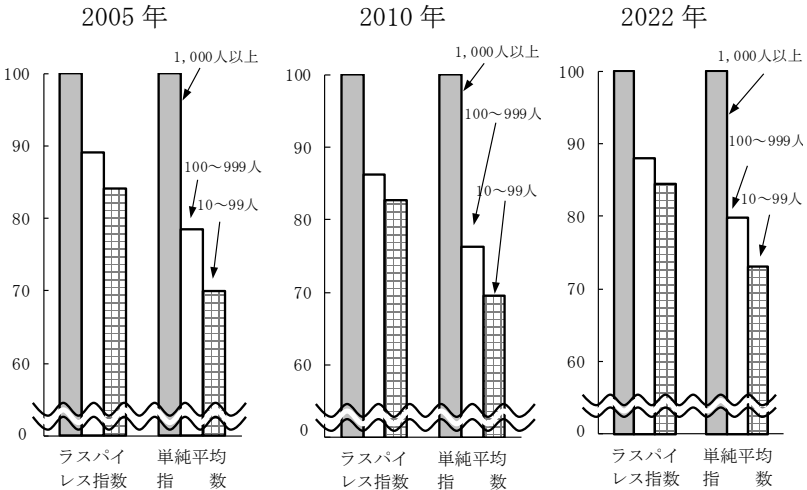 2005 年
2010 年
2022 年
1,000人以上
100～999人
10～99人
100
90
80
70
60
0
ラスパイ
レス指数
単純平均
指　　数
1,000人以上
100～999人
10～99人
100
90
80
70
60
0
ラスパイ
レス指数
単純平均
指　　数
1,000人以上
100～999人
10～99人
100
90
80
70
60
0
ラスパイ
レス指数
単純平均
指　　数